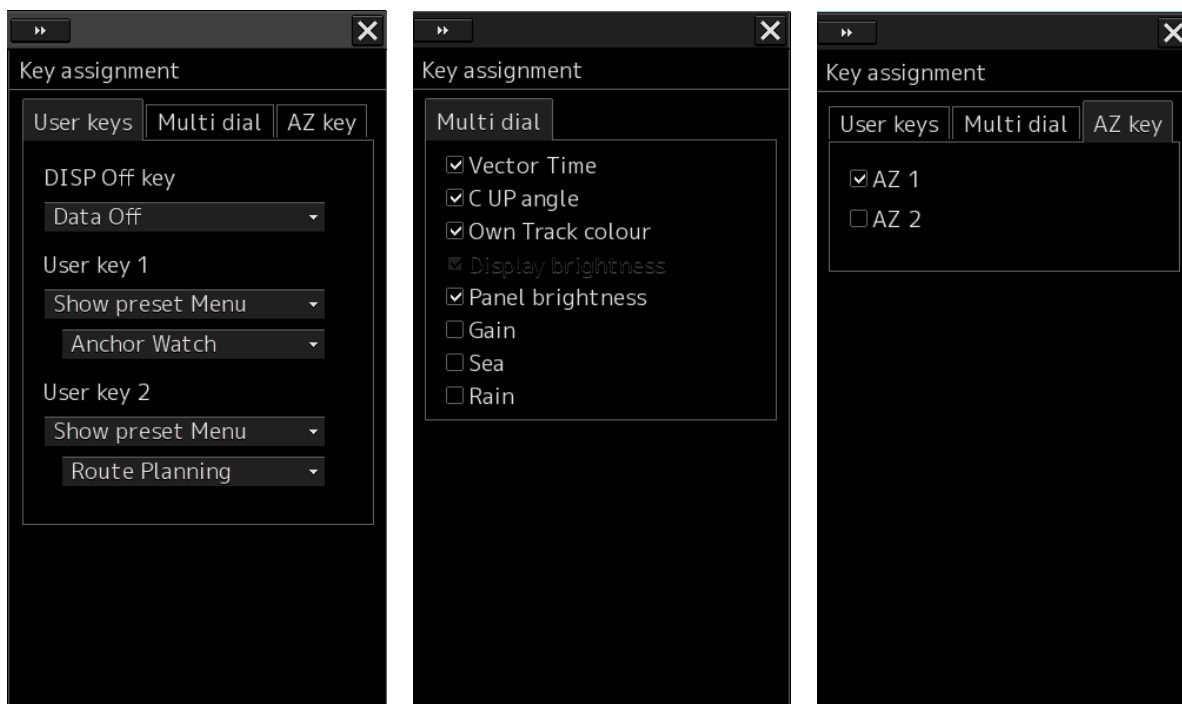 Key assignment
User keys
Multi dial
AZ key
DISP Off key
Data Off
User key 1
Show preset Menu
Anchor Watch
User key 2
Show preset Menu
Route Planning
Key assignment
Multi dial
Vector Time
C UP angle
Own Track colour
Display brightness
Panel brightness
Gain
Sea
Rain
Key assignment
User keys
Multi dial
AZ key
AZ 1
AZ 2